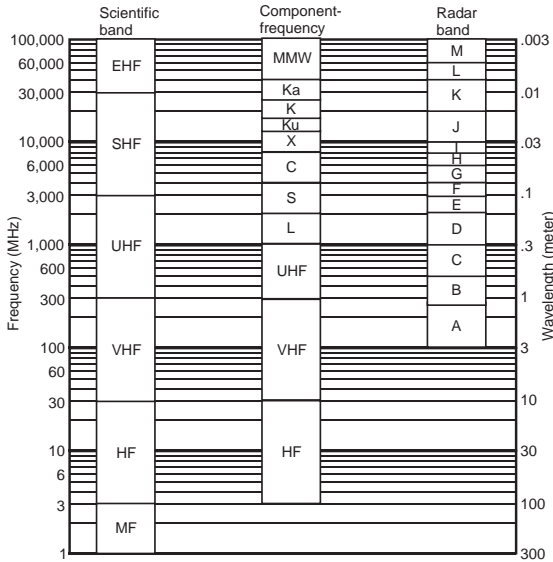 Scientific
band
Component-
frequency
Radar
band
Frequency (MHz)
100,000
60,000
30,000
10,000
6,000
3,000
1,000
600
300
100
60
30
10
6
3
1
EHF
SHF
UHF
VHF
HF
MF
MMW
Ka
K
Ku
X
C
S
L
UHF
VHF
HF
M
L
K
J
I
H
G
F
E
D
C
B
A
.003
.01
.03
.1
.3
1
3
10
30
100
300
Wavelength (meter)